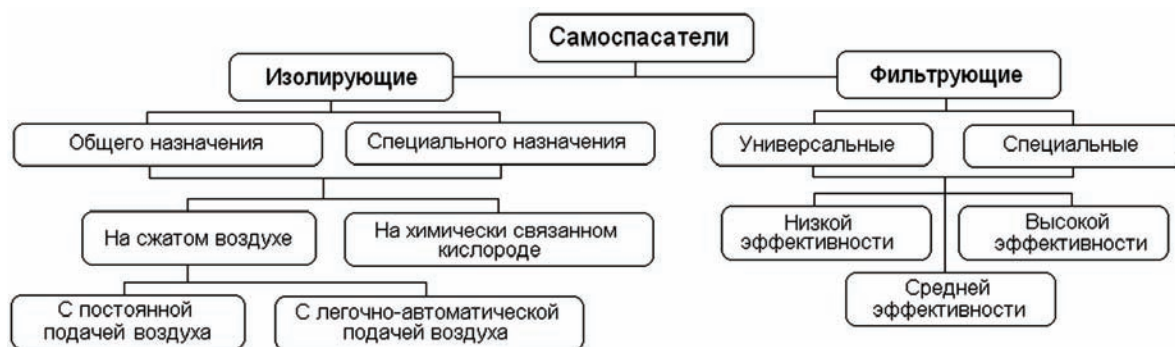 Самоспасатели
Изолирующие
Фильтрующие
Общего назначения
Специального назначения
Универсальные
Специальные
На сжатом воздухе
На химически связанном
кислороде
Низкой
эффективности
Высокой
эффективности
Средней
эффективности
С постоянной
подачей воздуха
С легочно-автоматической
подачей воздуха